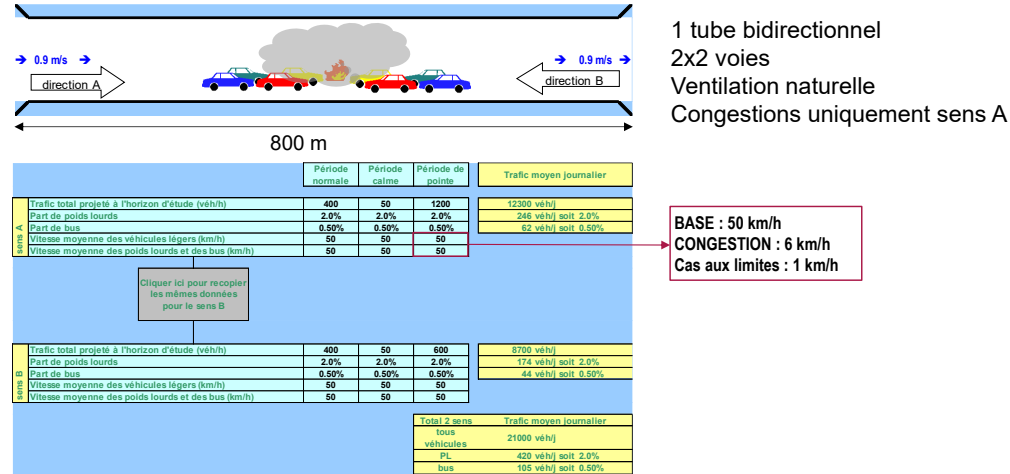 ➔ 0.9 m/s ➔
direction A
➔ 0.9 m/s ➔
direction B
800 m
1 tube bidirectionnel
2x2 voies
Ventilation naturelle
Congestions uniquement sens A
Période normale Période calme Période de pointe Trafic moyen journalier
sens A
Trafic total projeté à l'horizon d'étude (véh/h) 400 50 1200 12300 véh/j
Part de poids lourds 2.0% 2.0% 2.0% 246 véh/j soit 2.0%
Part de bus 0.50% 0.50% 0.50% 62 véh/j soit 0.50%
Vitesse moyenne des véhicules légers (km/h) 50 50 50
Vitesse moyenne des poids lourds et des bus (km/h) 50 50 50
BASE : 50 km/h
CONGESTION : 6 km/h
Cas aux limites : 1 km/h
Cliquer ici pour recopier
les mêmes données
pour le sens B
sens B
Trafic total projeté à l'horizon d'étude (véh/h) 400 50 600 8700 véh/j
Part de poids lourds 2.0% 2.0% 2.0% 174 véh/j soit 2.0%
Part de bus 0.50% 0.50% 0.50% 44 véh/j soit 0.50%
Vitesse moyenne des véhicules légers (km/h) 50 50 50
Vitesse moyenne des poids lourds et des bus (km/h) 50 50 50
Total 2 sens Trafic moyen journalier
tous véhicules 21000 véh/j
PL 420 véh/j soit 2.0%
bus 105 véh/j soit 0.50%